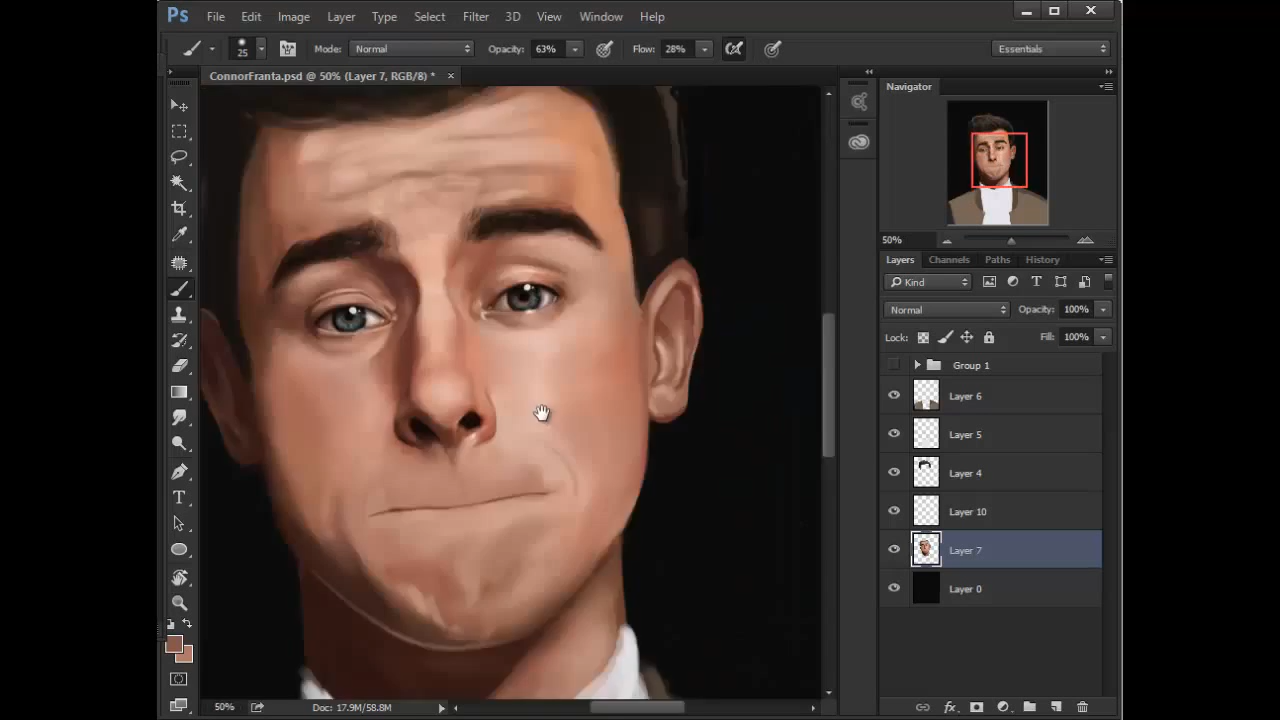 Ps File Edit Image Layer Type Select Filter 3D View Window Help
25 Mode: Normal Opacity: 63% Flow: 28% Essentials
ConnorFranta.psd @ 50% (Layer 7, RGB/8) * ×
Navigator
50%
Layers Channels Paths History
Kind
Normal Opacity: 100%
Lock: Fill: 100%
Group 1
Layer 6
Layer 5
Layer 4
Layer 10
Layer 7
Layer 0
50% Doc: 17.9M/58.8M